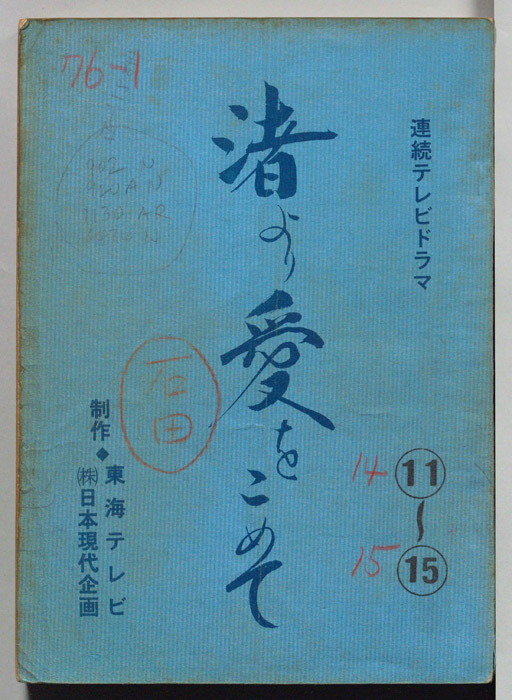 連続テレビドラマ
⑪〜⑮
14
15
渚より愛をこめて
石田
制作◆東海テレビ
㈱日本現代企画
76-1